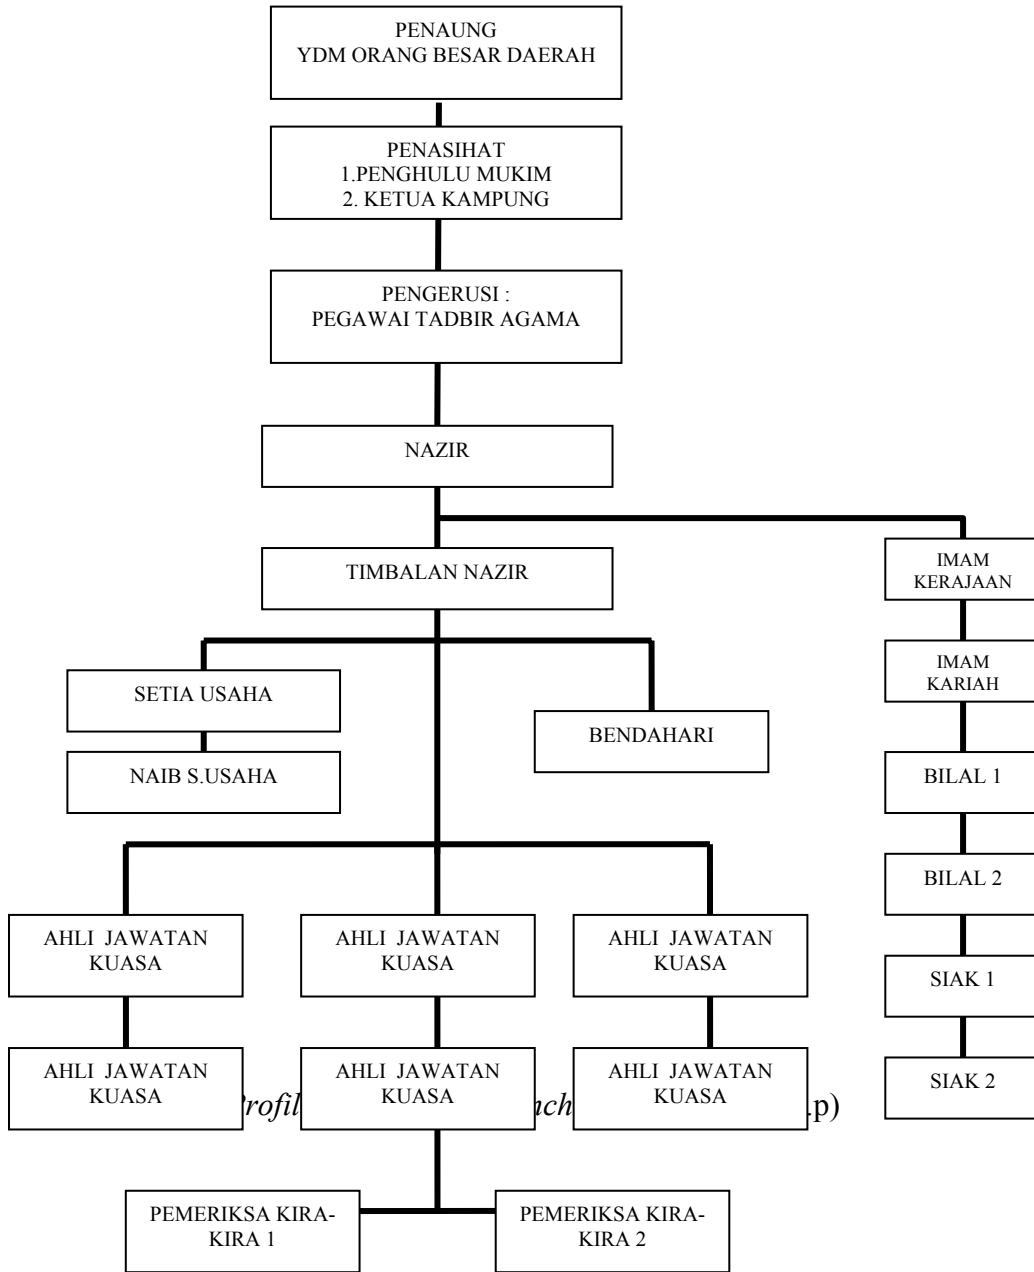 PENAUNG
YDM ORANG BESAR DAERAH
PENASIHAT
1.PENGHULU MUKIM
2. KETUA KAMPUNG
PENGERUSI :
PEGAWAI TADBIR AGAMA
NAZIR
TIMBALAN NAZIR
IMAM
KERAJAAN
SETIA USAHA
IMAM
KARIAH
BENDAHARI
NAIB S.USAHA
BILAL 1
BILAL 2
AHLI JAWATAN
KUASA
AHLI JAWATAN
KUASA
AHLI JAWATAN
KUASA
SIAK 1
AHLI JAWATAN
KUASA
AHLI JAWATAN
KUASA
AHLI JAWATAN
KUASA
SIAK 2
.p)
PEMERIKSA KIRA-
KIRA 1
PEMERIKSA KIRA-
KIRA 2